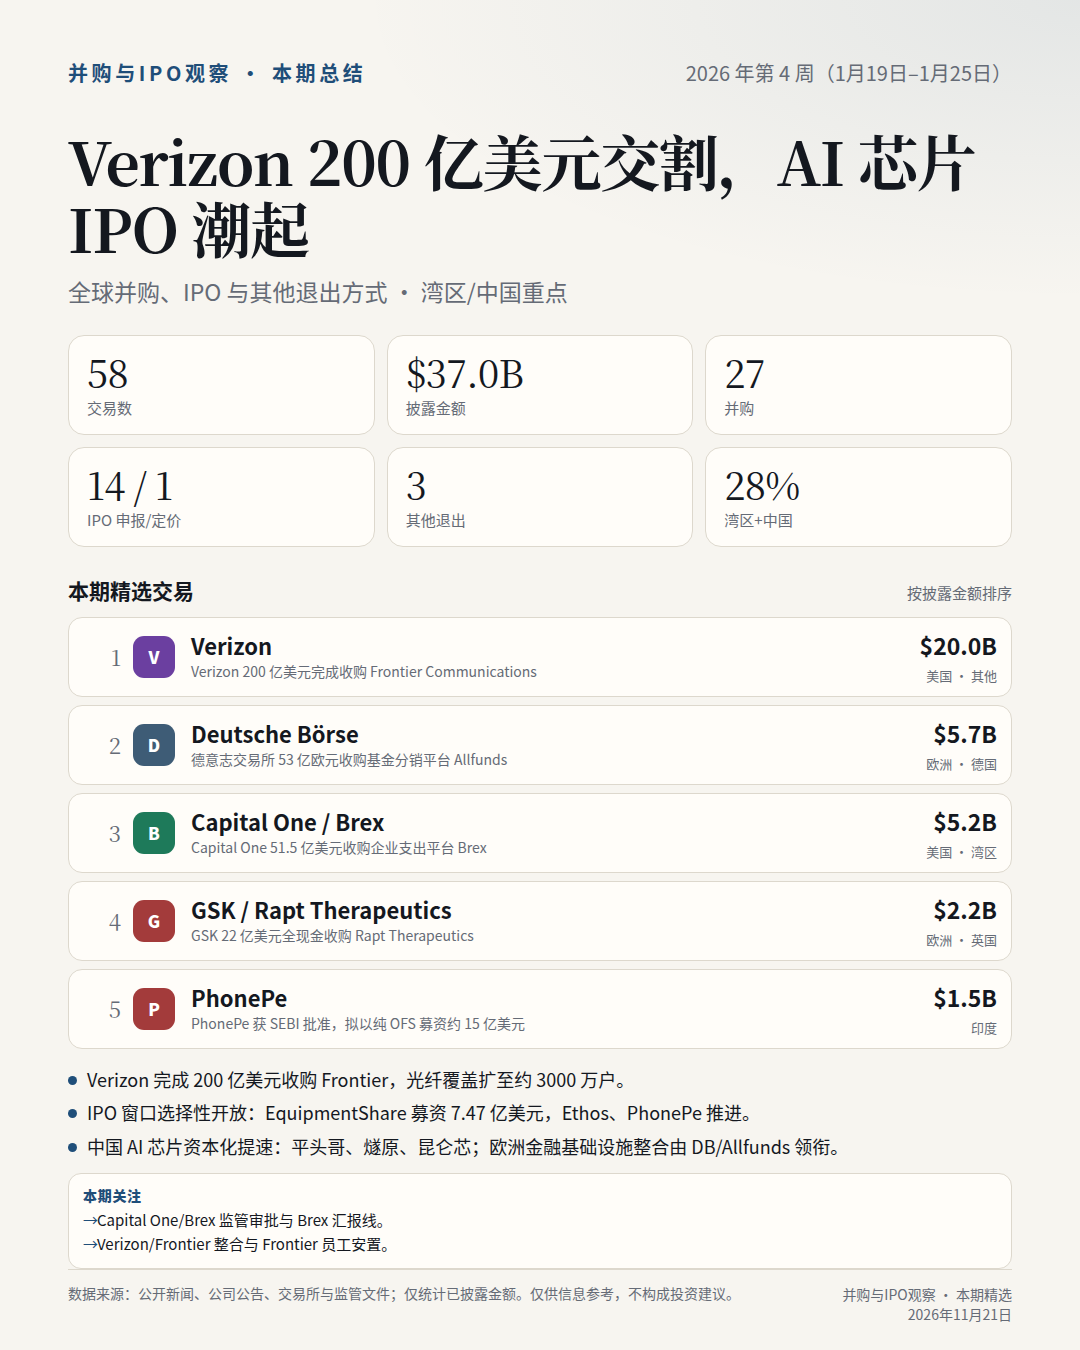 并购与IPO观察 · 本期总结
2026 年第 4 周（1月19日–1月25日）
Verizon 200 亿美元交割，AI 芯片
IPO 潮起
全球并购、IPO 与其他退出方式 · 湾区/中国重点
58
交易数
$37.0B
披露金额
27
并购
14 / 1
IPO 申报/定价
3
其他退出
28%
湾区+中国
本期精选交易
按披露金额排序
1
V
Verizon
Verizon 200 亿美元完成收购 Frontier Communications
$20.0B
美国 · 其他
2
D
Deutsche Börse
德意志交易所 53 亿欧元收购基金分销平台 Allfunds
$5.7B
欧洲 · 德国
3
B
Capital One / Brex
Capital One 51.5 亿美元收购企业支出平台 Brex
$5.2B
美国 · 湾区
4
G
GSK / Rapt Therapeutics
GSK 22 亿美元全现金收购 Rapt Therapeutics
$2.2B
欧洲 · 英国
5
P
PhonePe
PhonePe 获 SEBI 批准，拟以纯 OFS 募资约 15 亿美元
$1.5B
印度
Verizon 完成 200 亿美元收购 Frontier，光纤覆盖扩至约 3000 万户。
IPO 窗口选择性开放：EquipmentShare 募资 7.47 亿美元，Ethos、PhonePe 推进。
中国 AI 芯片资本化提速：平头哥、燧原、昆仑芯；欧洲金融基础设施整合由 DB/Allfunds 领衔。
本期关注
→Capital One/Brex 监管审批与 Brex 汇报线。
→Verizon/Frontier 整合与 Frontier 员工安置。
数据来源：公开新闻、公司公告、交易所与监管文件；仅统计已披露金额。仅供信息参考，不构成投资建议。
并购与IPO观察 · 本期精选
2026年11月21日